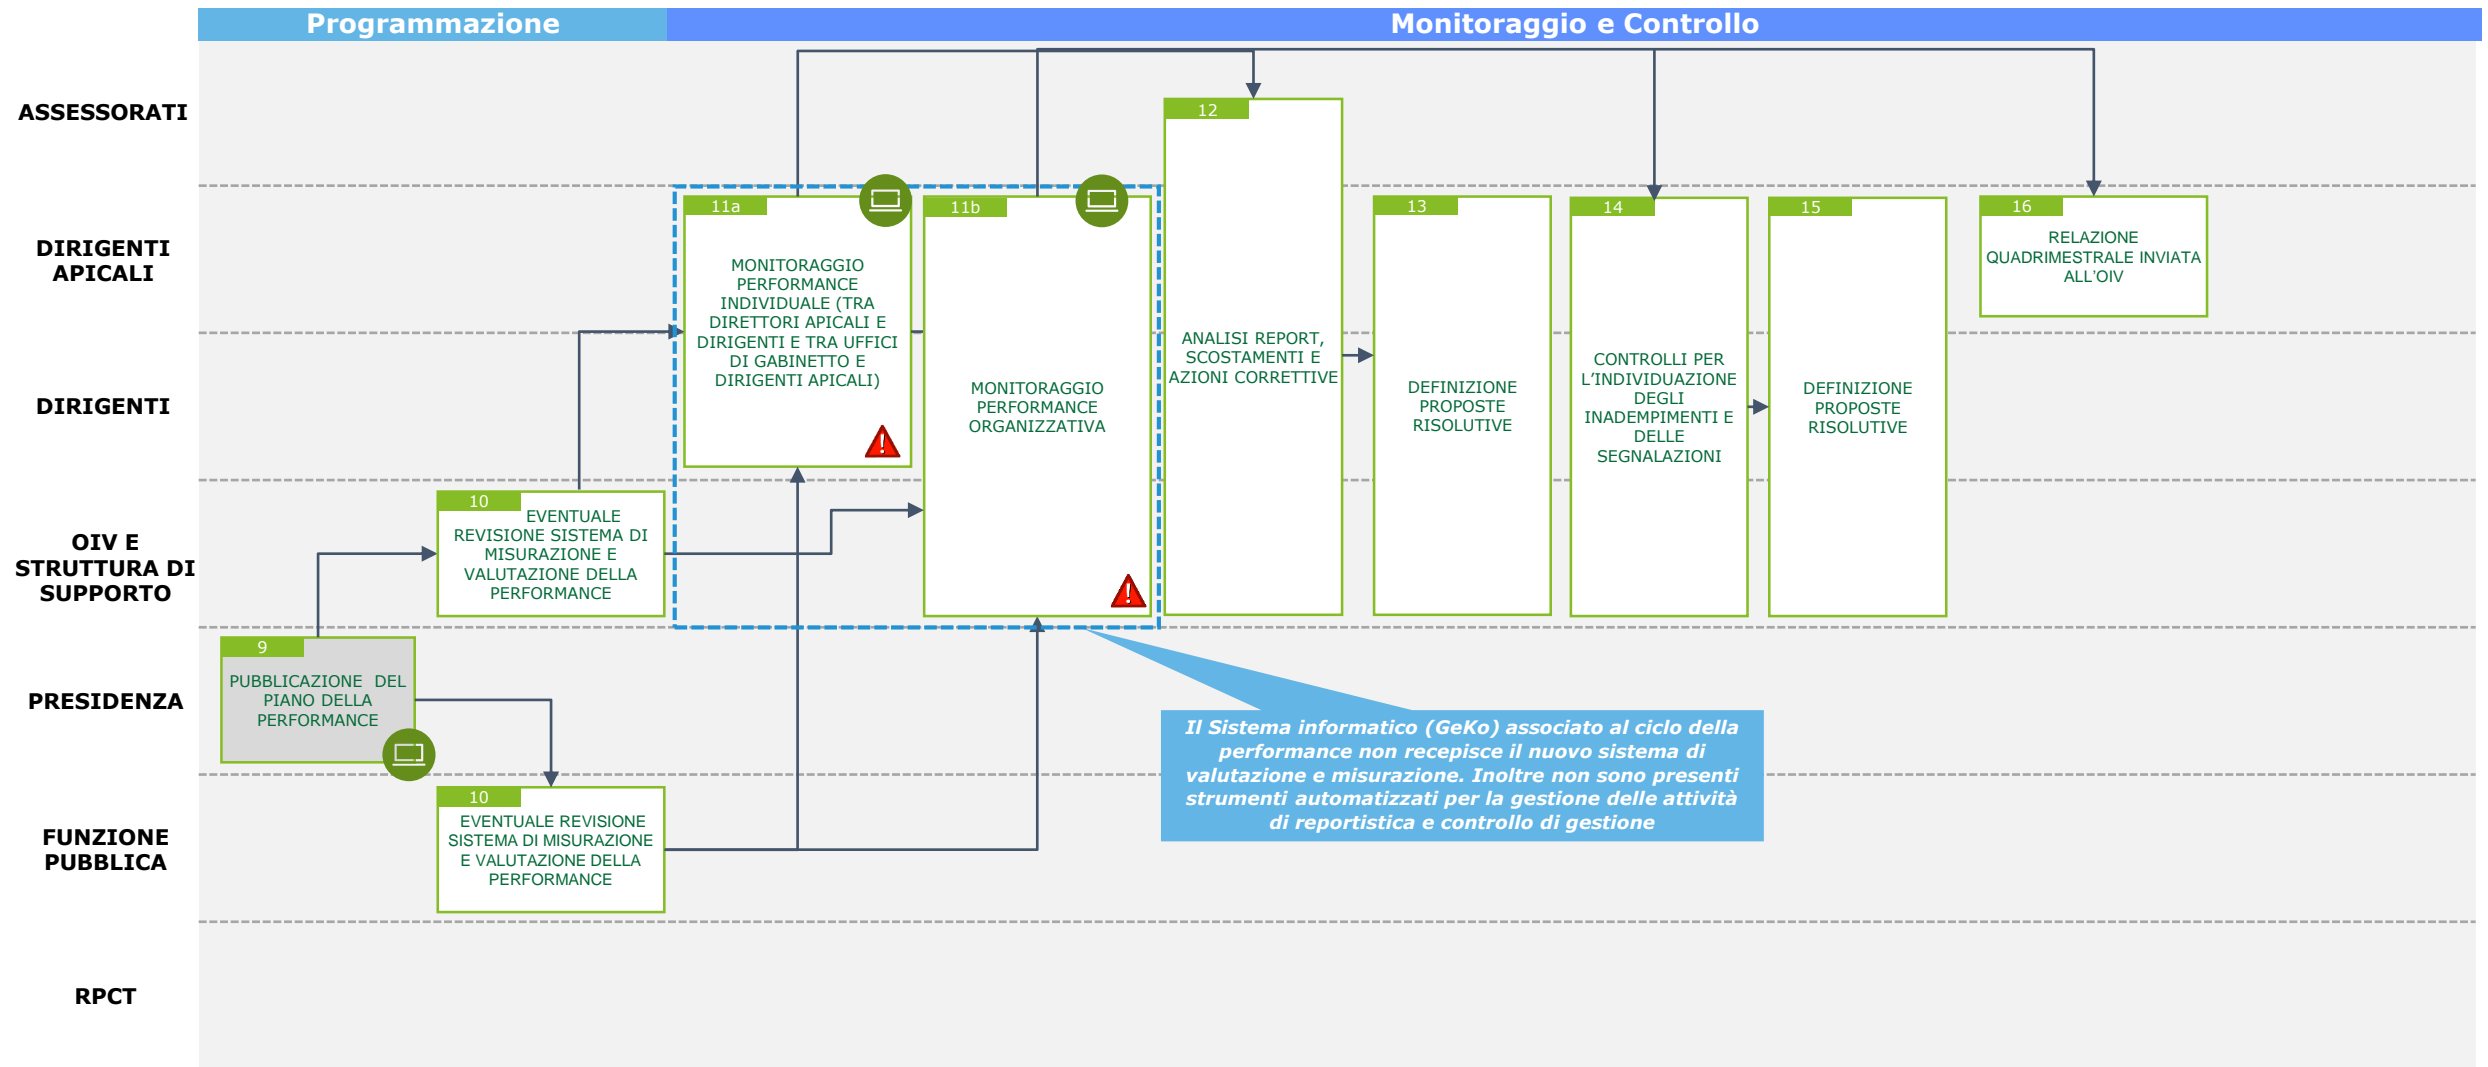 Programmazione
Monitoraggio e Controllo
ASSESSORATI
DIRIGENTI
APICALI
DIRIGENTI
OIV E
STRUTTURA DI
SUPPORTO
PRESIDENZA
FUNZIONE
PUBBLICA
RPCT
9
PUBBLICAZIONE DEL
PIANO DELLA
PERFORMANCE
10
EVENTUALE
REVISIONE SISTEMA DI
MISURAZIONE E
VALUTAZIONE DELLA
PERFORMANCE
10
EVENTUALE REVISIONE
SISTEMA DI MISURAZIONE
E VALUTAZIONE DELLA
PERFORMANCE
11a
MONITORAGGIO
PERFORMANCE
INDIVIDUALE (TRA
DIRETTORI APICALI E
DIRIGENTI E TRA UFFICI
DI GABINETTO E
DIRIGENTI APICALI)
11b
MONITORAGGIO
PERFORMANCE
ORGANIZZATIVA
12
ANALISI REPORT,
SCOSTAMENTI E
AZIONI CORRETTIVE
13
DEFINIZIONE
PROPOSTE
RISOLUTIVE
14
CONTROLLI PER
L'INDIVIDUAZIONE
DEGLI
INADEMPIMENTI E
DELLE
SEGNALAZIONI
15
DEFINIZIONE
PROPOSTE
RISOLUTIVE
16
RELAZIONE
QUADRIMESTRALE INVIATA
ALL'OIV
Il Sistema informatico (GeKo) associato al ciclo della
performance non recepisce il nuovo sistema di
valutazione e misurazione. Inoltre non sono presenti
strumenti automatizzati per la gestione delle attività
di reportistica e controllo di gestione